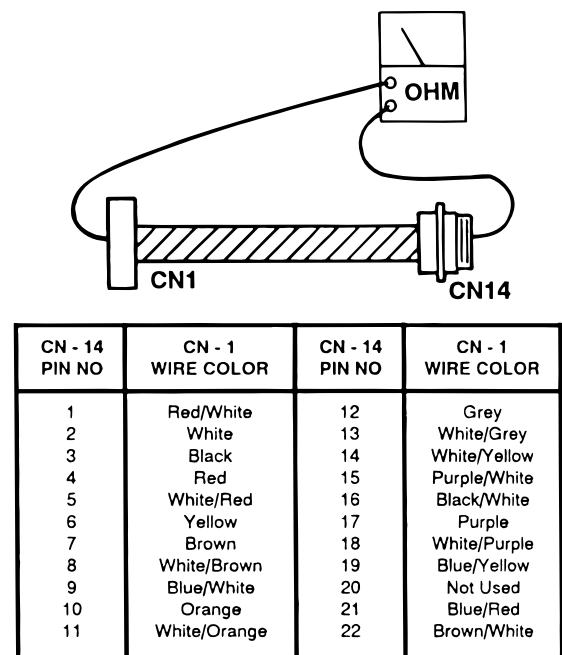 OHM
CN1
CN14
CN - 14 PIN NO CN - 1 WIRE COLOR CN - 14 PIN NO CN - 1 WIRE COLOR
1 Red/White 12 Grey
2 White 13 White/Grey
3 Black 14 White/Yellow
4 Red 15 Purple/White
5 White/Red 16 Black/White
6 Yellow 17 Purple
7 Brown 18 White/Purple
8 White/Brown 19 Blue/Yellow
9 Blue/White 20 Not Used
10 Orange 21 Blue/Red
11 White/Orange 22 Brown/White